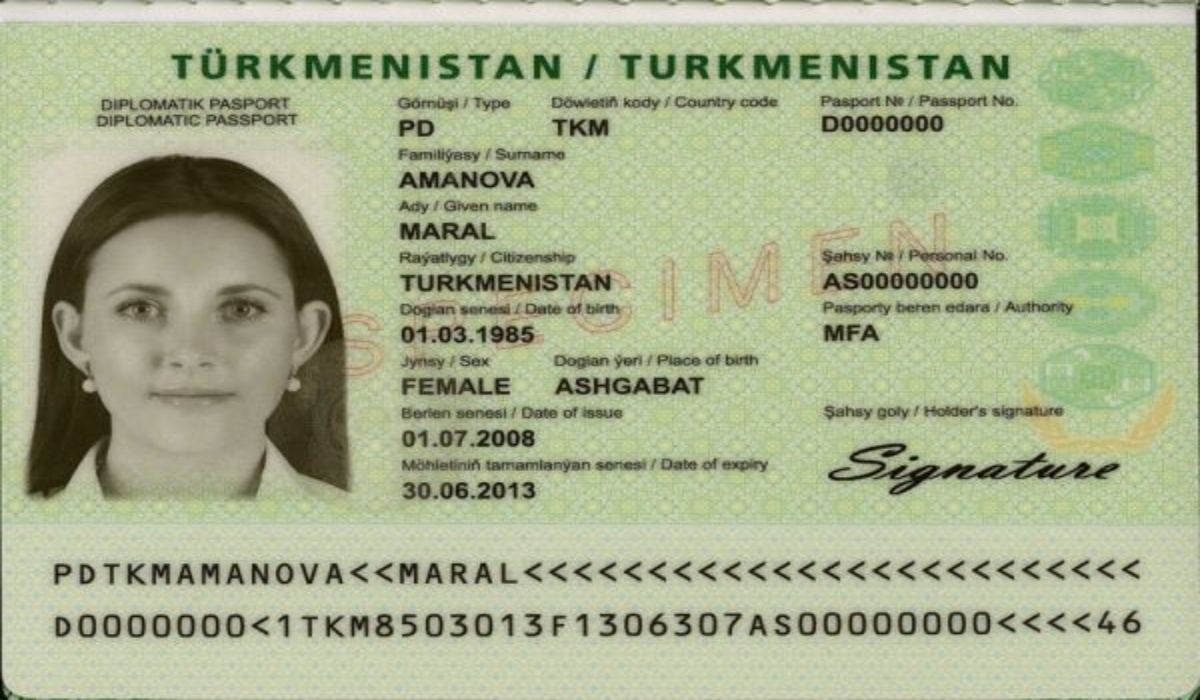 TÜRKMENISTAN / TURKMENISTAN
DIPLOMATIK PASPORT
DIPLOMATIC PASSPORT
Görnüşi / Type Döwletiň kody / Country code Pasport № / Passport No.
PD TKM D0000000
Familiýasy / Surname
AMANOVA
Ady / Given name
MARAL
Raýatlygy / Citizenship Şahsy № / Personal No.
TURKMENISTAN AS00000000
Doglan senesi / Date of birth Pasporty beren edara / Authority
01.03.1985 MFA
Jynsy / Sex Doglan ýeri / Place of birth
FEMALE ASHGABAT
Berlen senesi / Date of issue Şahsy goly / Holder's signature
01.07.2008
Möhletiniň tamamlanýan senesi / Date of expiry Signature
30.06.2013
SPECIMEN
PDTKMAMANOVA<<MARAL<<<<<<<<<<<<<<<<<<<<<<<<<
D0000000<1TKM8503013F1306307AS00000000<<<<46